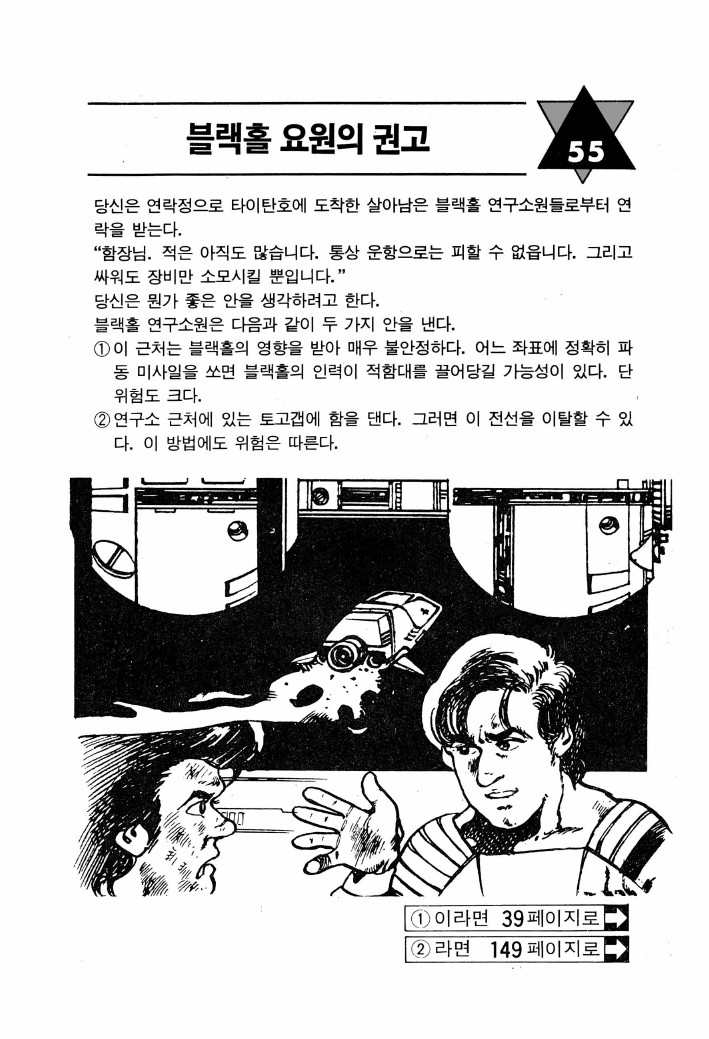 블랙홀 요원의 권고
55
당신은 연락정으로 타이탄호에 도착한 살아남은 블랙홀 연구소원들로부터 연
락을 받는다.
“함장님. 적은 아직도 많습니다. 통상 운항으로는 피할 수 없읍니다. 그리고
싸워도 장비만 소모시킬 뿐입니다.”
당신은 뭔가 좋은 안을 생각하려고 한다.
블랙홀 연구소원은 다음과 같이 두 가지 안을 낸다.
①이 근처는 블랙홀의 영향을 받아 매우 불안정하다. 어느 좌표에 정확히 파
동 미사일을 쏘면 블랙홀의 인력이 적함대를 끌어당길 가능성이 있다. 단
위험도 크다.
②연구소 근처에 있는 토고갭에 함을 댄다. 그러면 이 전선을 이탈할 수 있
다. 이 방법에도 위험은 따른다.
①이라면 39페이지로
②라면 149페이지로